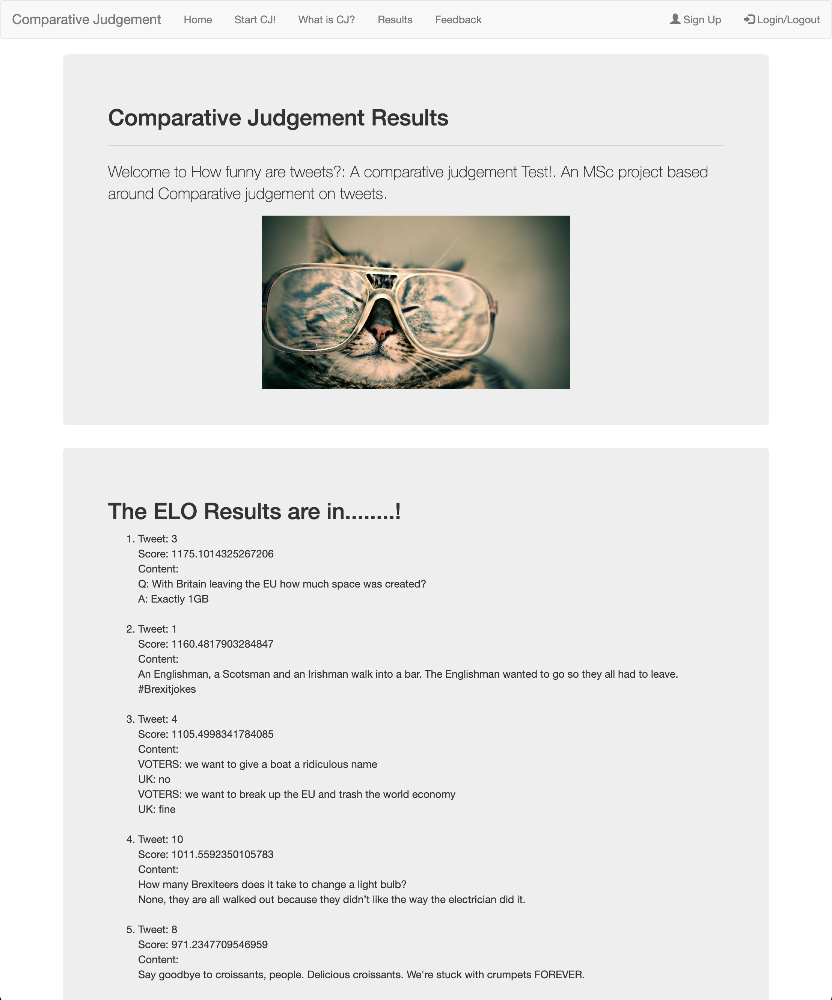 Comparative Judgement Home Start CJ! What is CJ? Results Feedback Sign Up Login/Logout
Comparative Judgement Results
Welcome to How funny are tweets?: A comparative judgement Test!. An MSc project based
around Comparative judgement on tweets.
The ELO Results are in........!
1. Tweet: 3
Score: 1175.1014325267206
Content:
Q: With Britain leaving the EU how much space was created?
A: Exactly 1GB
2. Tweet: 1
Score: 1160.4817903284847
Content:
An Englishman, a Scotsman and an Irishman walk into a bar. The Englishman wanted to go so they all had to leave.
#Brexitjokes
3. Tweet: 4
Score: 1105.4998341784085
Content:
VOTERS: we want to give a boat a ridiculous name
UK: no
VOTERS: we want to break up the EU and trash the world economy
UK: fine
4. Tweet: 10
Score: 1011.5592350105783
Content:
How many Brexiteers does it take to change a light bulb?
None, they are all walked out because they didn’t like the way the electrician did it.
5. Tweet: 8
Score: 971.2347709546959
Content:
Say goodbye to croissants, people. Delicious croissants. We're stuck with crumpets FOREVER.